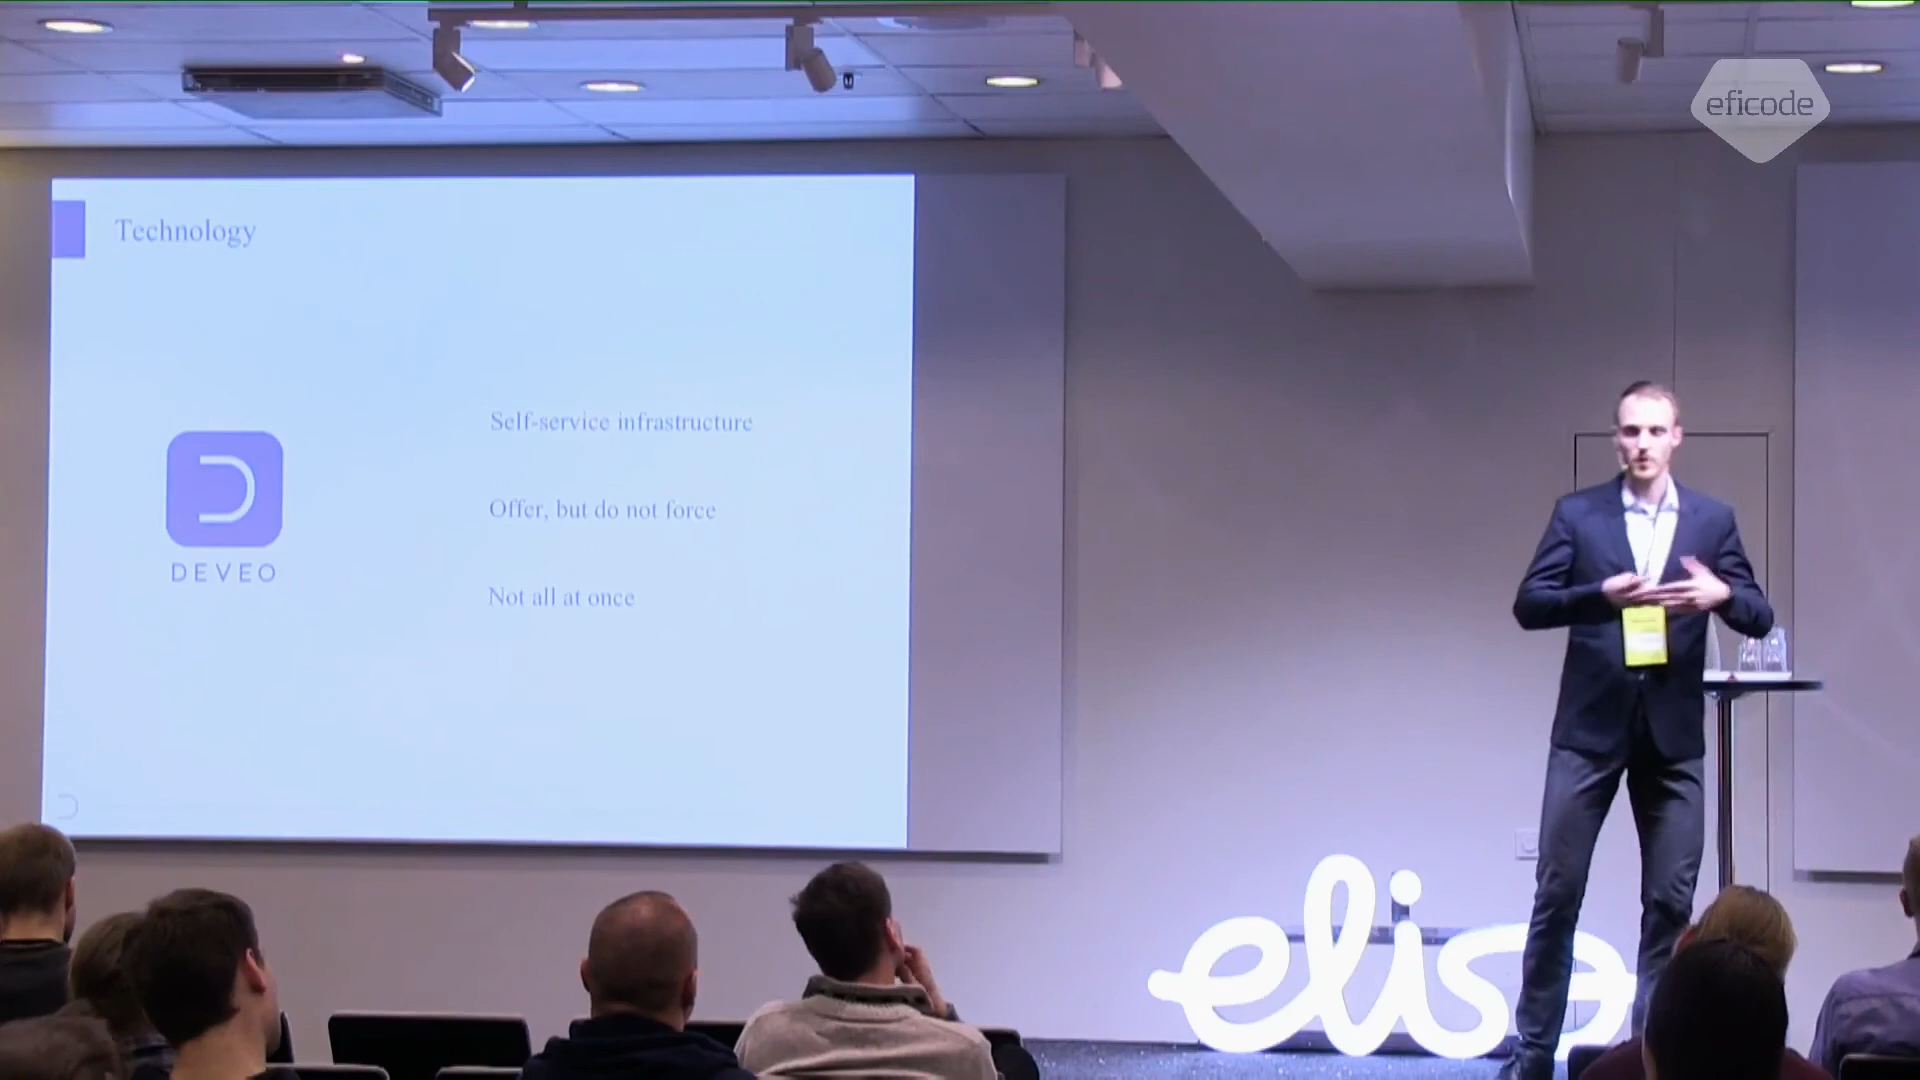 eficode
Technology
Self-service infrastructure
Offer, but do not force
Not all at once
DEVEO
elisa